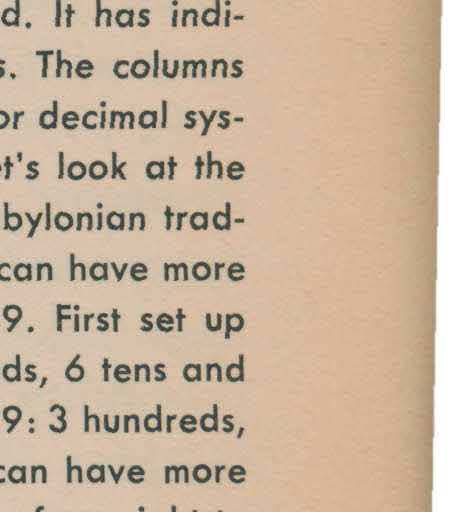 d. It has indi-
s. The columns
or decimal sys-
et's look at the
bylonian trad-
can have more
9. First set up
ds, 6 tens and
9: 3 hundreds,
can have more